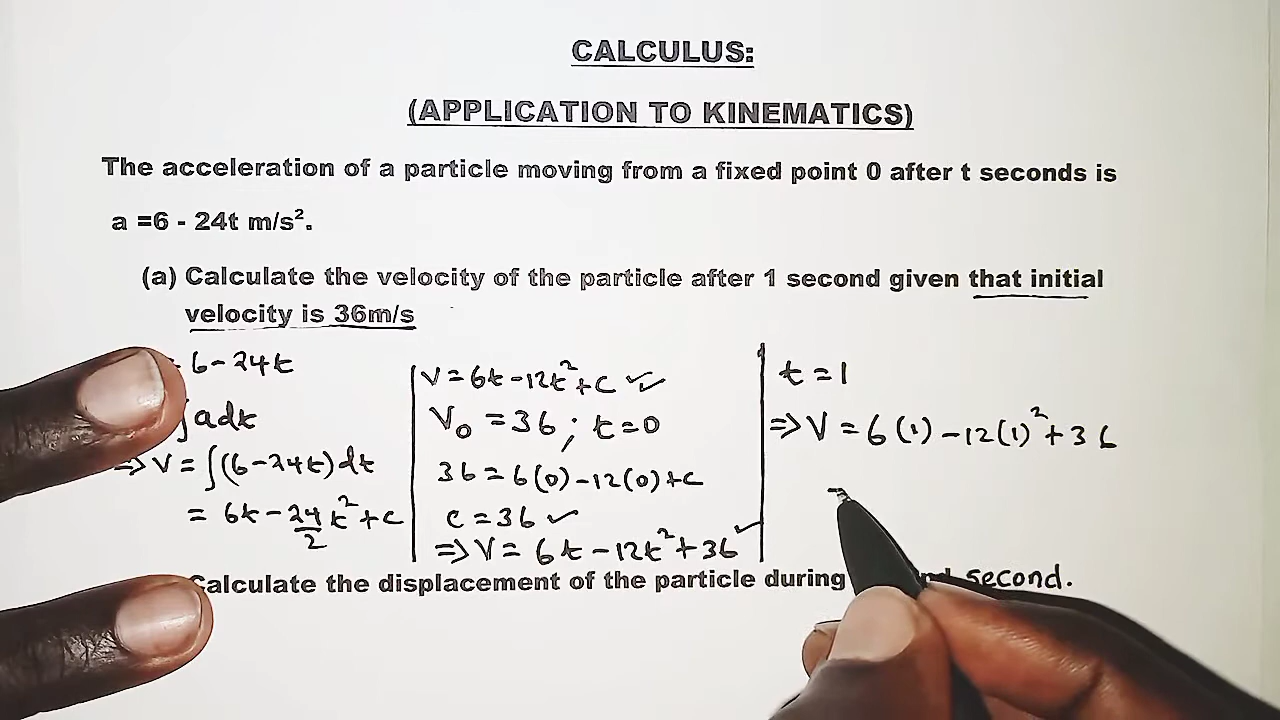 CALCULUS:
(APPLICATION TO KINEMATICS)
The acceleration of a particle moving from a fixed point 0 after t seconds is
a =6 - 24t m/s².
(a) Calculate the velocity of the particle after 1 second given that initial
velocity is 36m/s
= 6-24t
∫adt
=> V = ∫(6-24t)dt
= 6t - 24/2 t² + c
V = 6t - 12t² + c ✓✓
V₀ = 36 ; t=0
36 = 6(0) - 12(0) + c
c = 36 ✓
=> V = 6t - 12t² + 36 ✓
t = 1
=> V = 6(1) - 12(1)² + 36
Calculate the displacement of the particle during second.